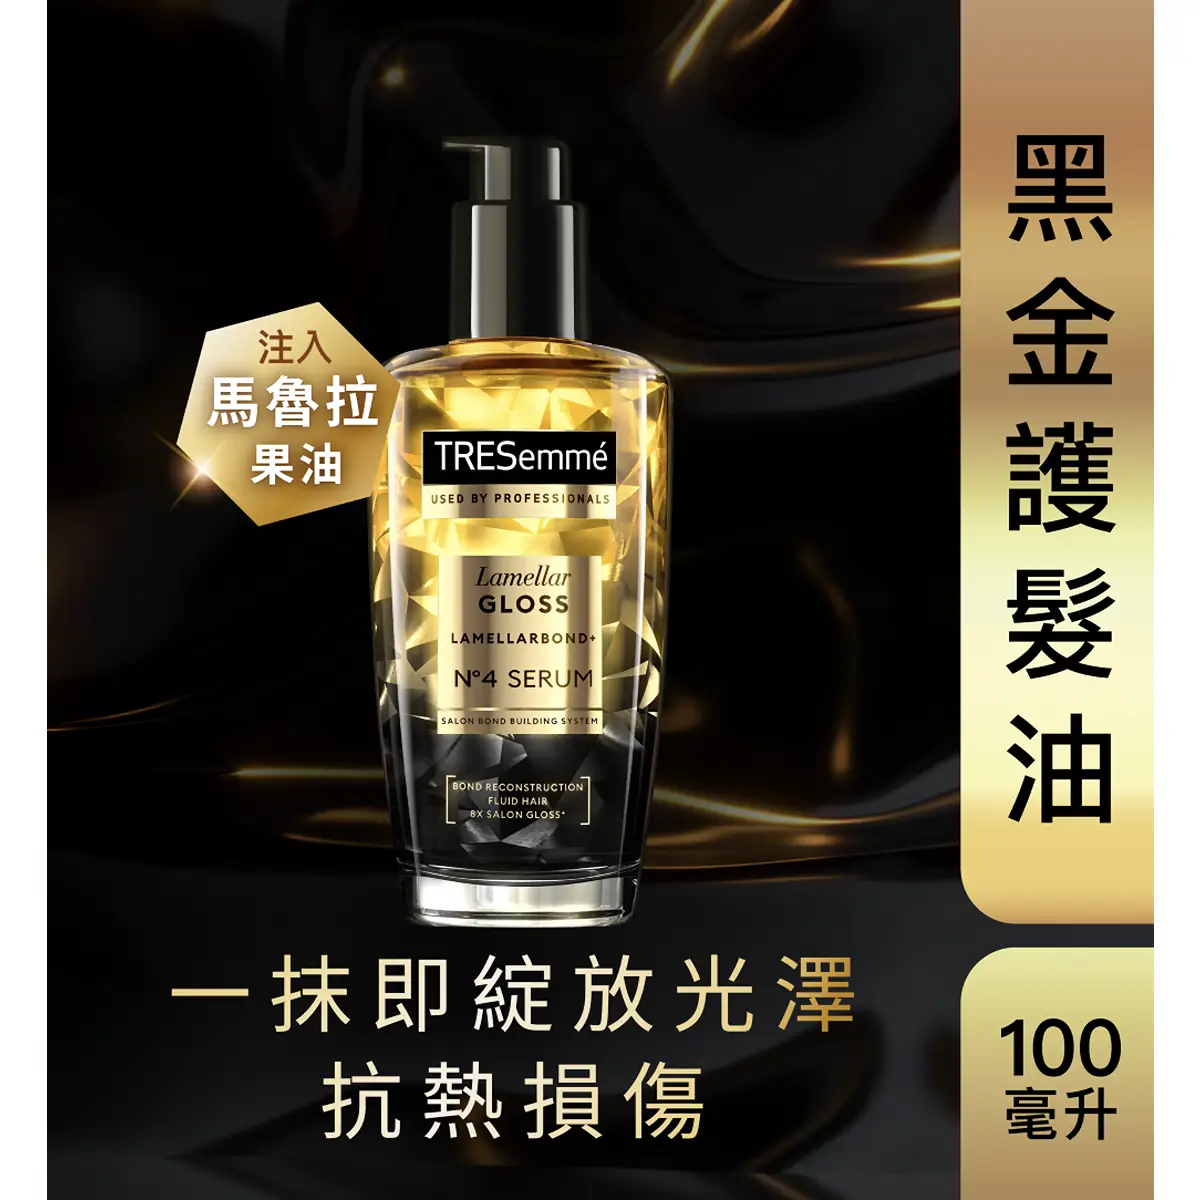 注入
馬魯拉
果油
TRESemmé
USED BY PROFESSIONALS
Lamellar
GLOSS
LAMELLARBOND+
Nº4 SERUM
SALON BOND BUILDING SYSTEM
BOND RECONSTRUCTION
FLUID HAIR
8X SALON GLOSS+
一抹即綻放光澤
抗熱損傷
黑金護髮油
100
毫升